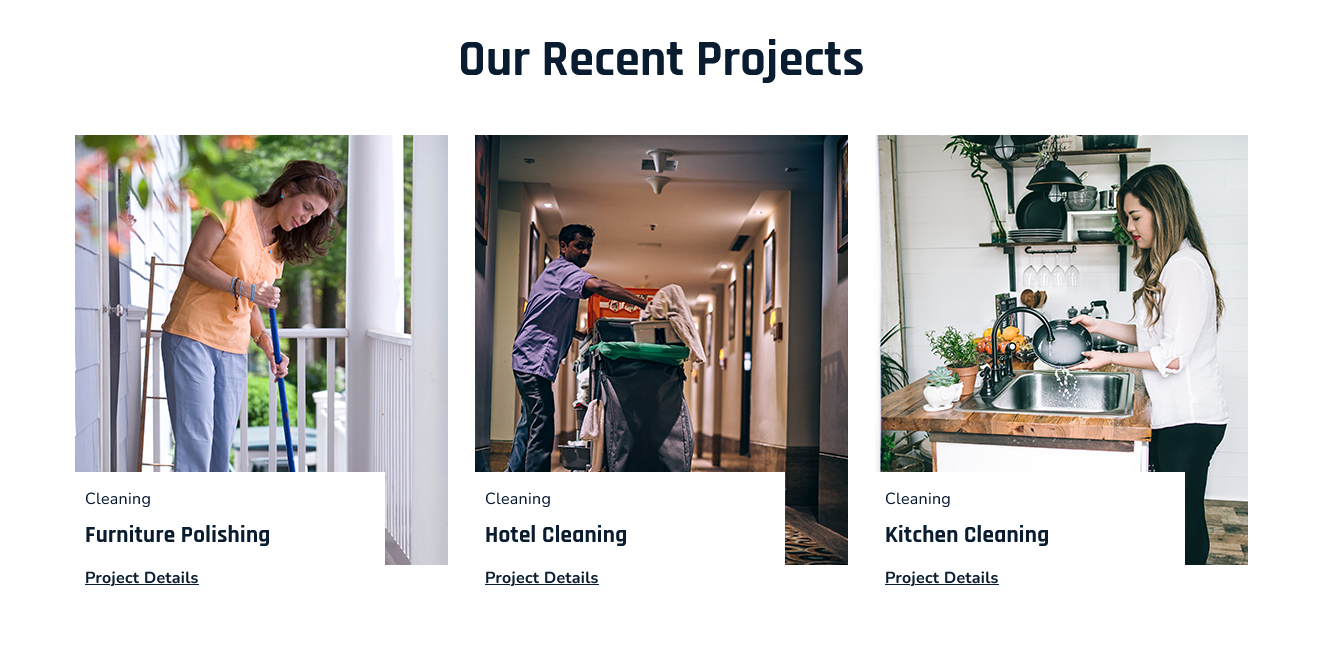 Our Recent Projects
Cleaning
Furniture Polishing
Project Details
Cleaning
Hotel Cleaning
Project Details
Cleaning
Kitchen Cleaning
Project Details